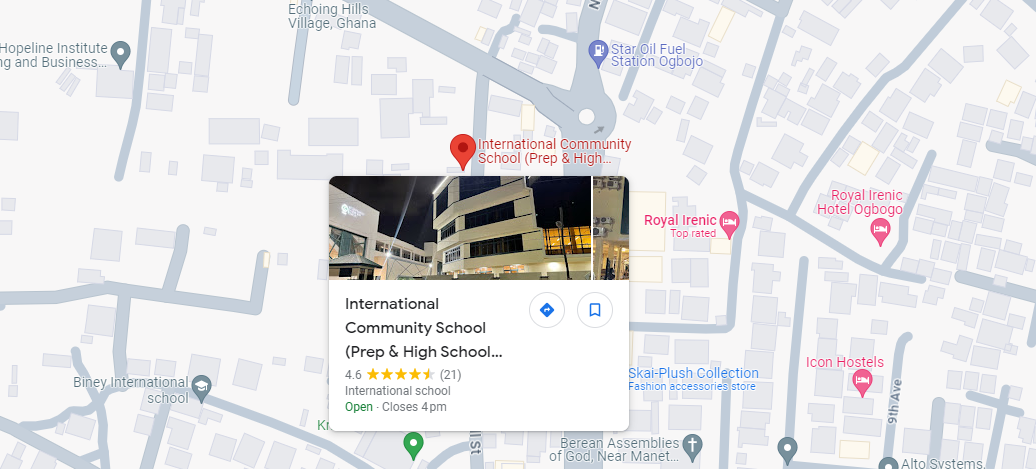 Echoing Hills
Village, Ghana
Hopeline Institute
ng and Business...
N
Star Oil Fuel
Station Ogbojo
International Community
School (Prep & High...
Royal Irenic
Top rated
Royal Irenic
Hotel Ogbogo
International
Community School
(Prep & High School...
4.6 (21)
International school
Open · Closes 4 pm
Skai-Plush Collection
Fashion accessories store
Icon Hostels
9th Ave
Biney International
school
Kr
ll St
Berean Assemblies
of God, Near Manet...
Alto Systems,